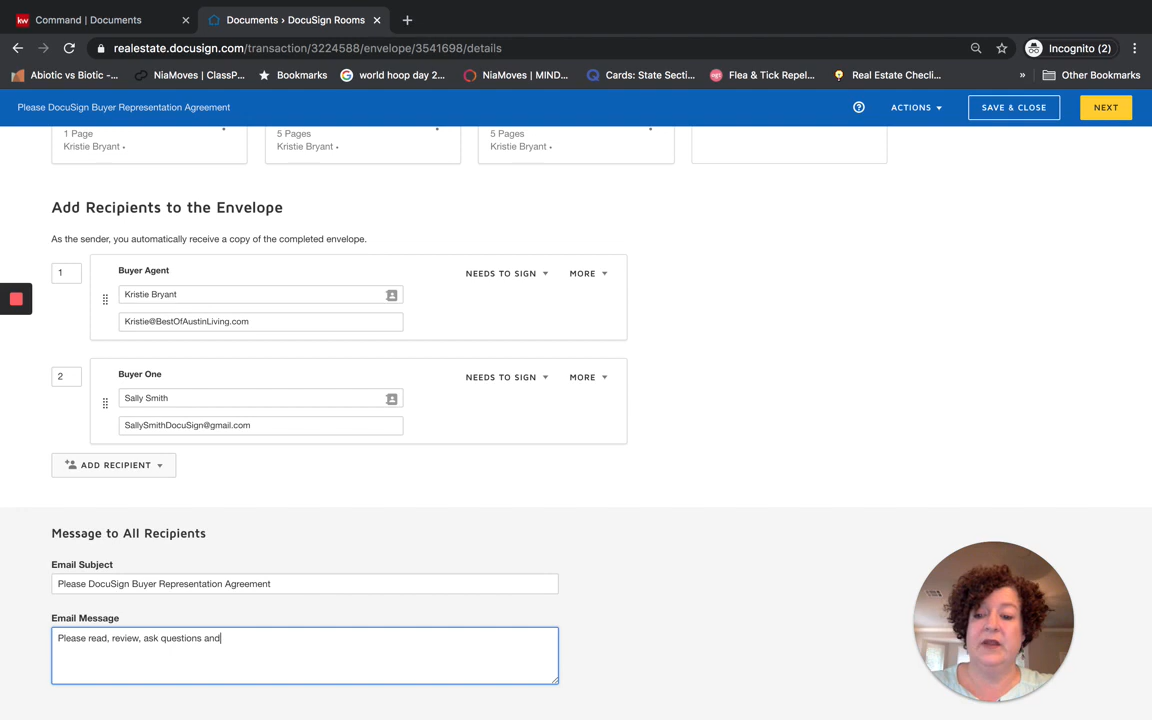 kw Command | Documents
Documents › DocuSign Rooms
realestate.docusign.com/transaction/3224588/envelope/3541698/details
Incognito (2)
Abiotic vs Biotic -...
NiaMoves | ClassP...
Bookmarks
world hoop day 2...
NiaMoves | MIND...
Cards: State Secti...
Flea & Tick Repel...
Real Estate Checli...
»
Other Bookmarks
Please DocuSign Buyer Representation Agreement
ACTIONS
SAVE & CLOSE
NEXT
1 Page
Kristie Bryant •
5 Pages
Kristie Bryant •
5 Pages
Kristie Bryant •
Add Recipients to the Envelope
As the sender, you automatically receive a copy of the completed envelope.
1
Buyer Agent
NEEDS TO SIGN
MORE
Kristie Bryant
Kristie@BestOfAustinLiving.com
2
Buyer One
NEEDS TO SIGN
MORE
Sally Smith
SallySmithDocuSign@gmail.com
ADD RECIPIENT
Message to All Recipients
Email Subject
Please DocuSign Buyer Representation Agreement
Email Message
Please read, review, ask questions and